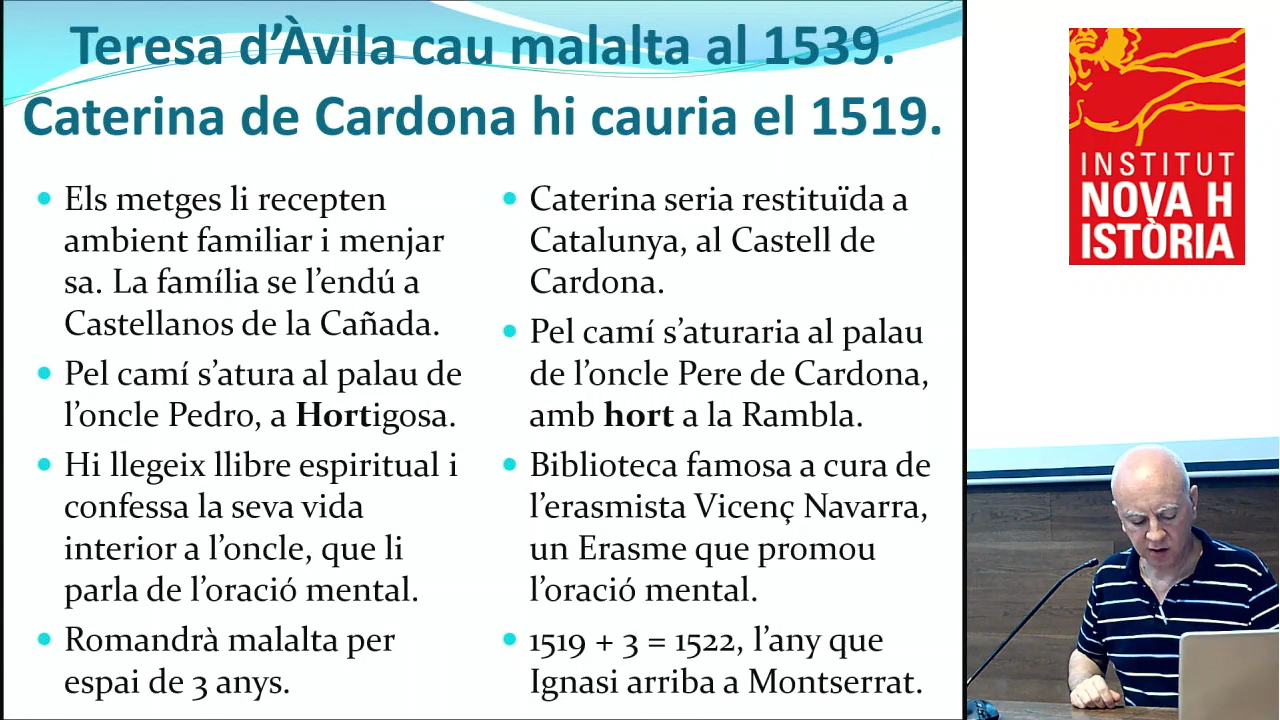 Teresa d’Àvila cau malalta al 1539.
Caterina de Cardona hi cauria el 1519.
Els metges li recepten
ambient familiar i menjar
sa. La família se l’endú a
Castellanos de la Cañada.
Pel camí s’atura al palau de
l’oncle Pedro, a Hortigosa.
Hi llegeix llibre espiritual i
confessa la seva vida
interior a l’oncle, que li
parla de l’oració mental.
Romandrà malalta per
espai de 3 anys.
Caterina seria restituïda a
Catalunya, al Castell de
Cardona.
Pel camí s’aturaria al palau
de l’oncle Pere de Cardona,
amb hort a la Rambla.
Biblioteca famosa a cura de
l’erasmista Vicenç Navarra,
un Erasme que promou
l’oració mental.
1519 + 3 = 1522, l’any que
Ignasi arriba a Montserrat.
INSTITUT
NOVA H
ISTÒRIA